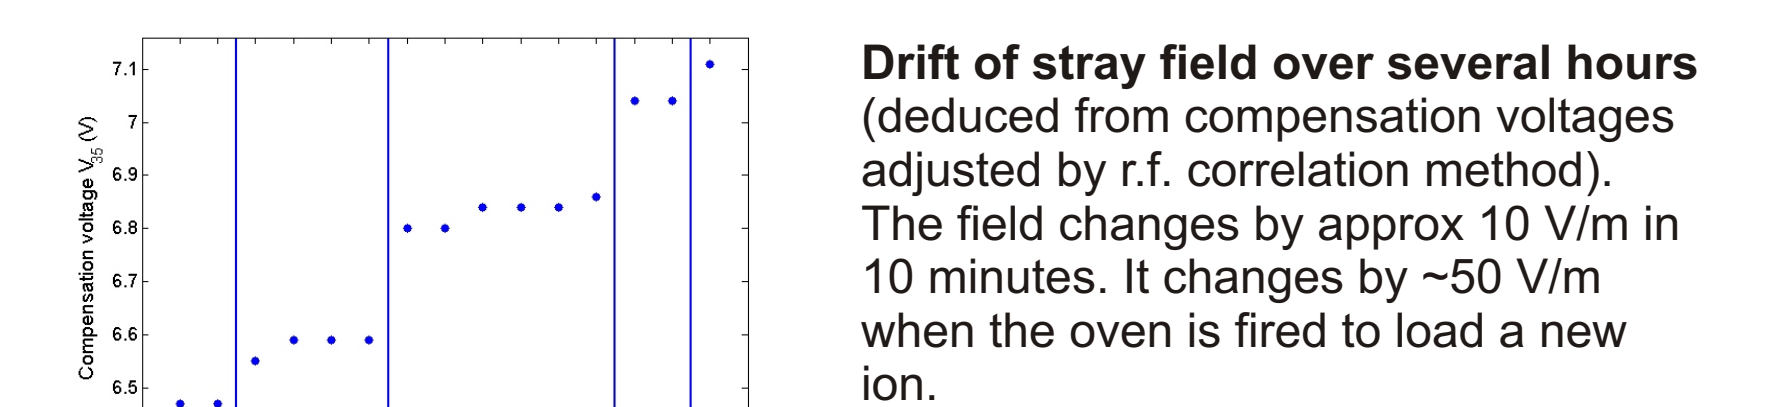 7.1
7
6.9
6.8
6.7
6.6
6.5
Compensation voltage V35 (V)
Drift of stray field over several hours
(deduced from compensation voltages
adjusted by r.f. correlation method).
The field changes by approx 10 V/m in
10 minutes. It changes by ~50 V/m
when the oven is fired to load a new
ion.